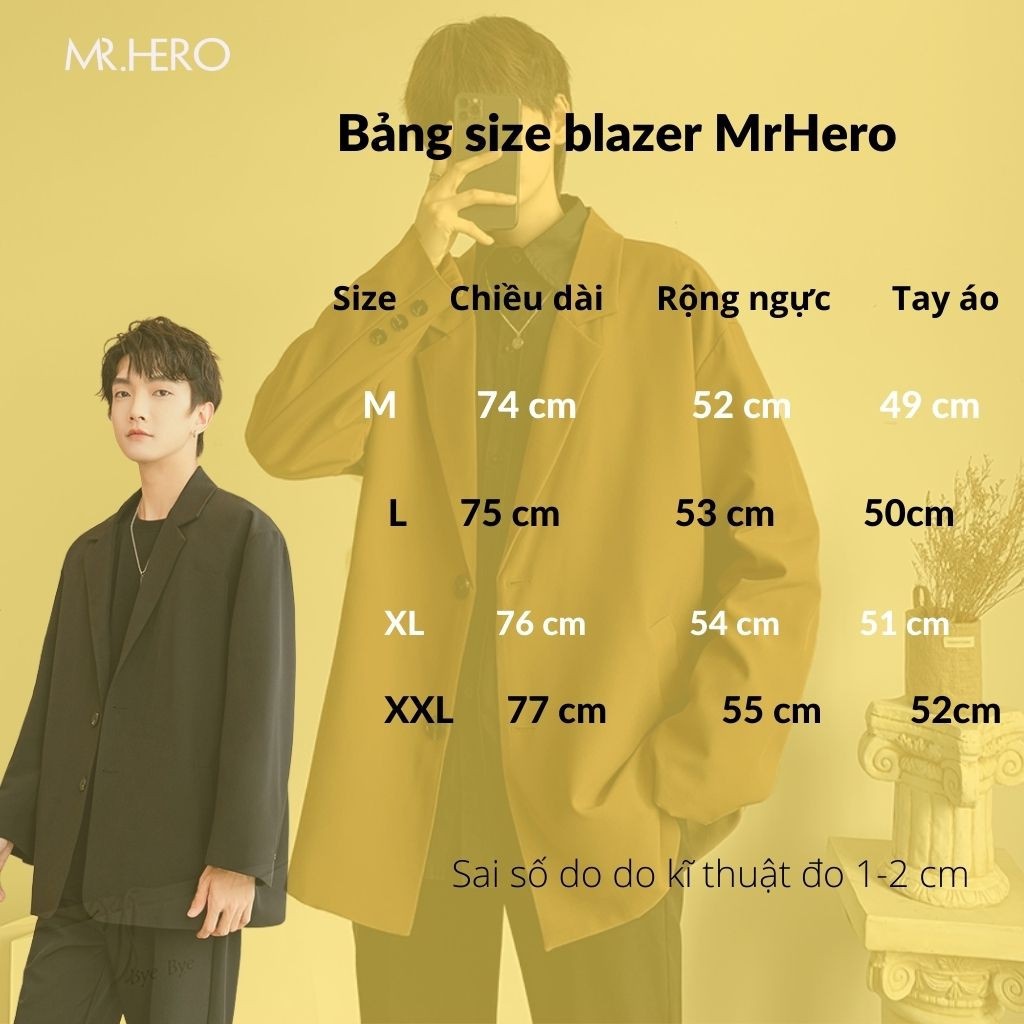 MR.HERO
Bảng size blazer MrHero
Size Chiều dài Rộng ngực Tay áo
M 74 cm 52 cm 49 cm
L 75 cm 53 cm 50cm
XL 76 cm 54 cm 51 cm
XXL 77 cm 55 cm 52cm
Sai số do do kĩ thuật đo 1-2 cm
Bye Bye